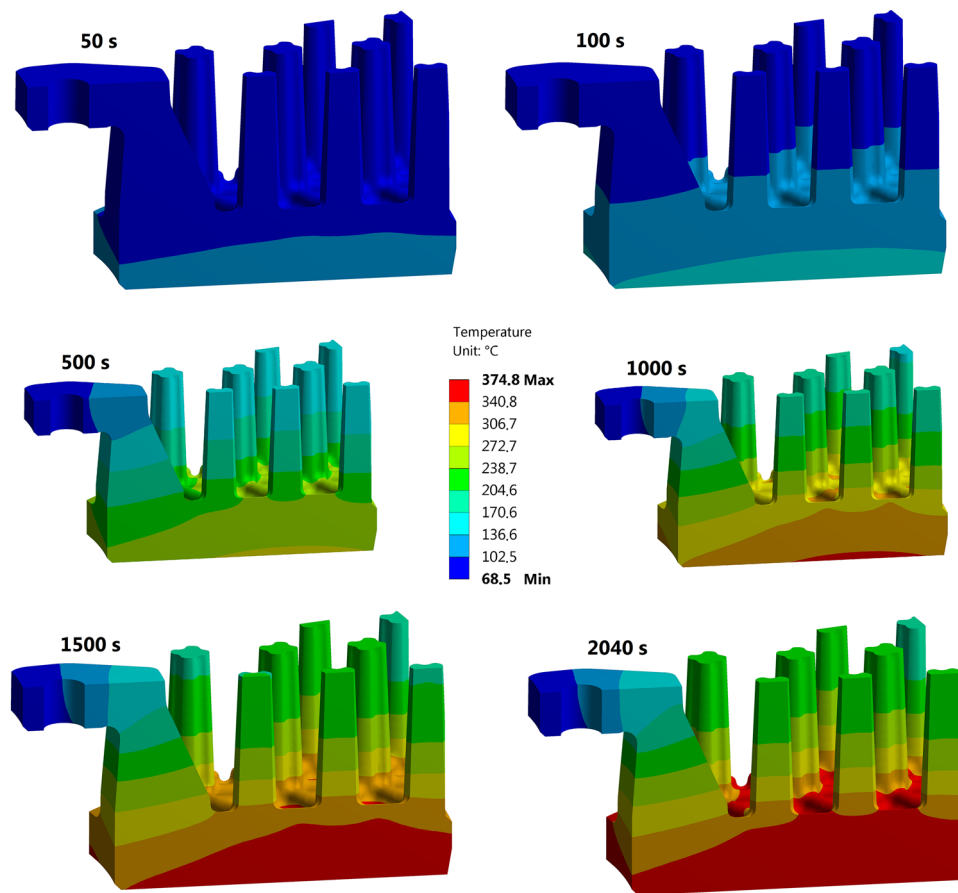 50 s
100 s
Temperature
Unit: °C
500 s
1000 s
374.8 Max
340,8
306,7
272,7
238,7
204,6
170,6
136,6
102,5
68.5 Min
1500 s
2040 s